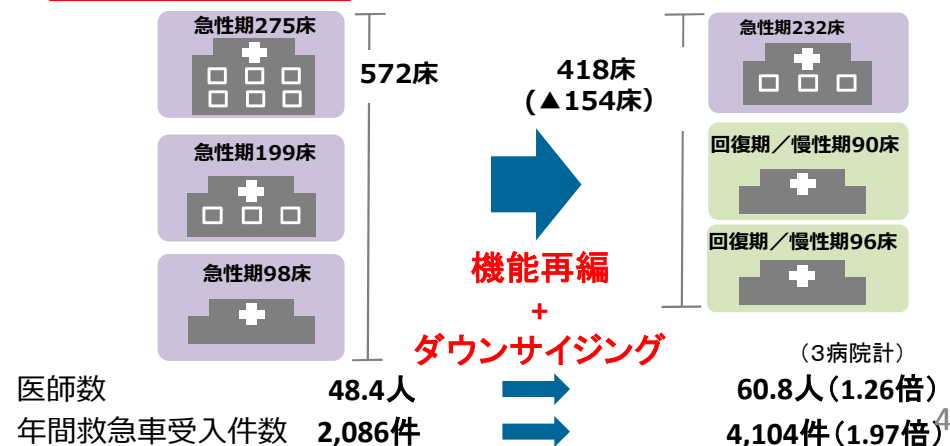 急性期275床
572床
急性期199床
急性期98床
418床
(▲154床)
急性期232床
回復期／慢性期90床
回復期／慢性期96床
機能再編
+
ダウンサイジング
（３病院計）
医師数 48.4人 60.8人（1.26倍）
年間救急車受入件数 2,086件 4,104件（1.97倍）
4